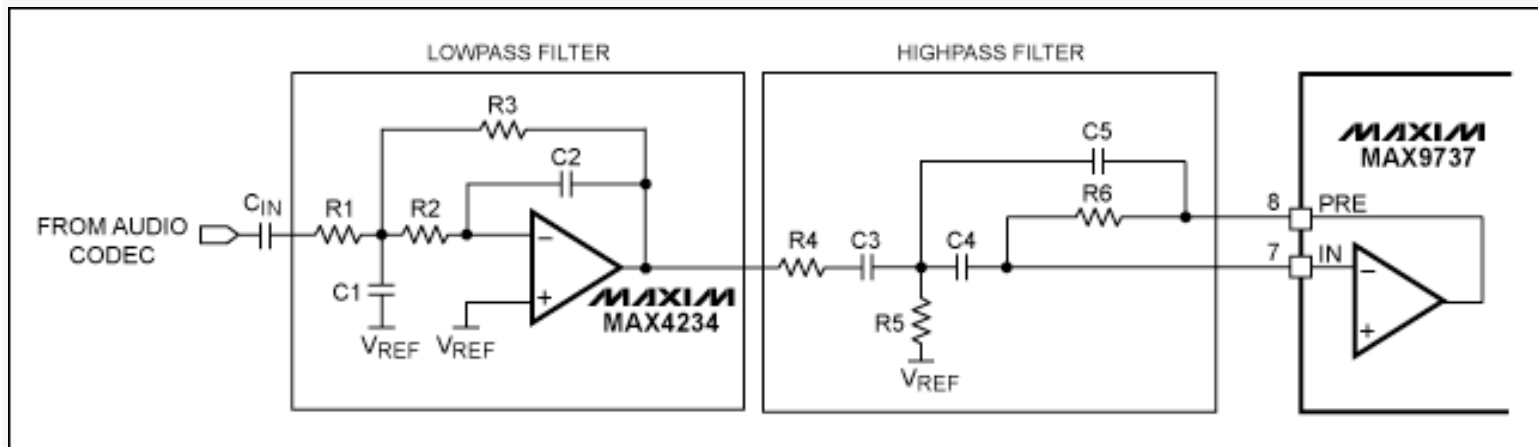 LOWPASS FILTER
HIGHPASS FILTER
R3
C5
MAXIM
MAX9737
C2
R6
CIN
R1
R2
8
PRE
FROM AUDIO
CODEC
R4
C3
C4
7
IN
−
−
C1
+
MAXIM
MAX4234
R5
+
VREF
VREF
VREF